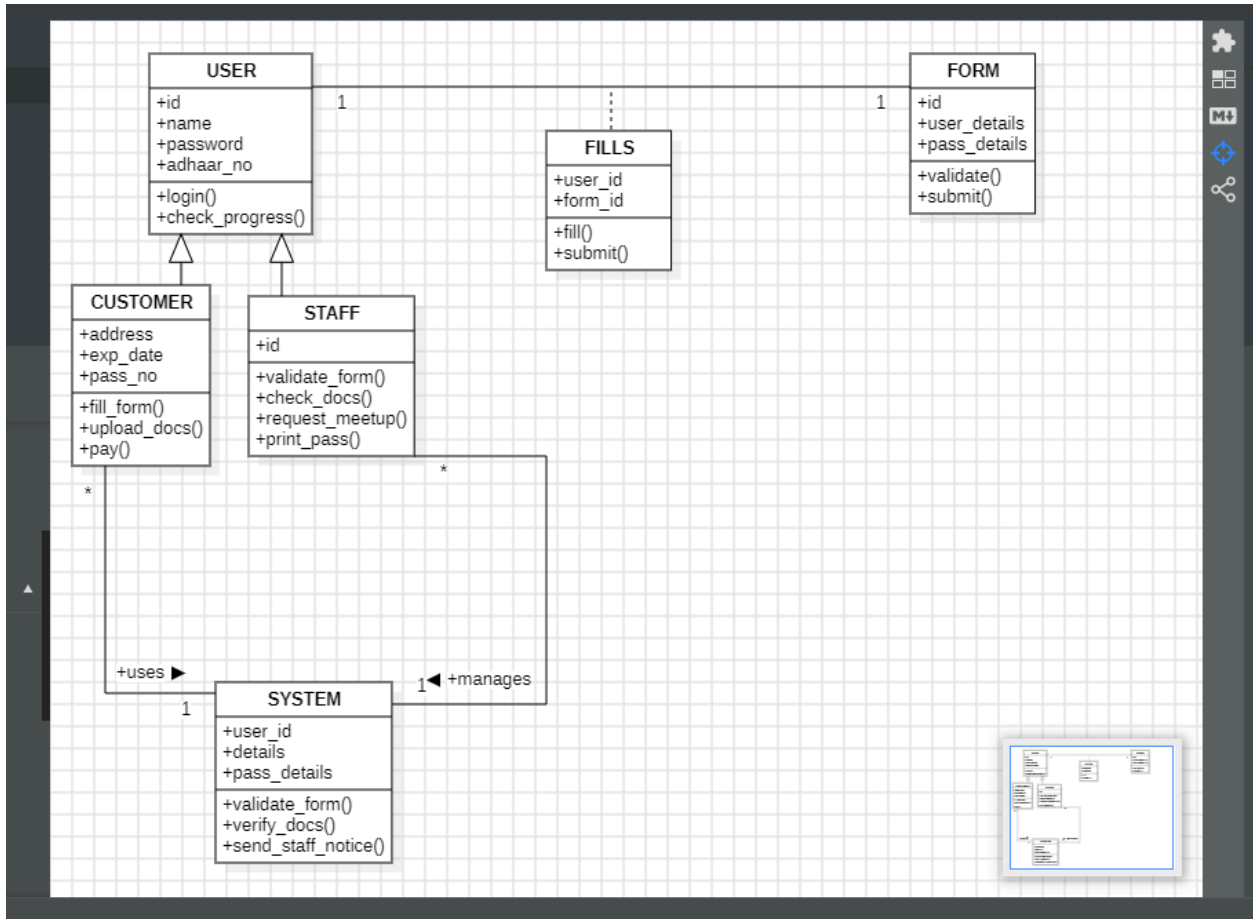 USER
+id
+name
+password
+adhaar_no
+login()
+check_progress()
1
1
FORM
+id
+user_details
+pass_details
+validate()
+submit()
FILLS
+user_id
+form_id
+fill()
+submit()
CUSTOMER
+address
+exp_date
+pass_no
+fill_form()
+upload_docs()
+pay()
*
STAFF
+id
+validate_form()
+check_docs()
+request_meetup()
+print_pass()
*
+uses ▶
1
1
◀ +manages
SYSTEM
+user_id
+details
+pass_details
+validate_form()
+verify_docs()
+send_staff_notice()
M